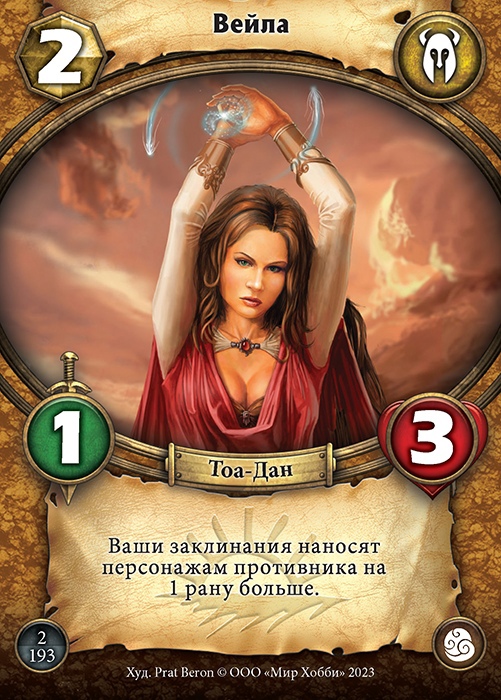 Вейла
2
1
3
Тоа-Дан
Ваши заклинания наносят
персонажам противника на
1 рану больше.
2
193
Худ. Prat Beron © ООО «Мир Хобби» 2023